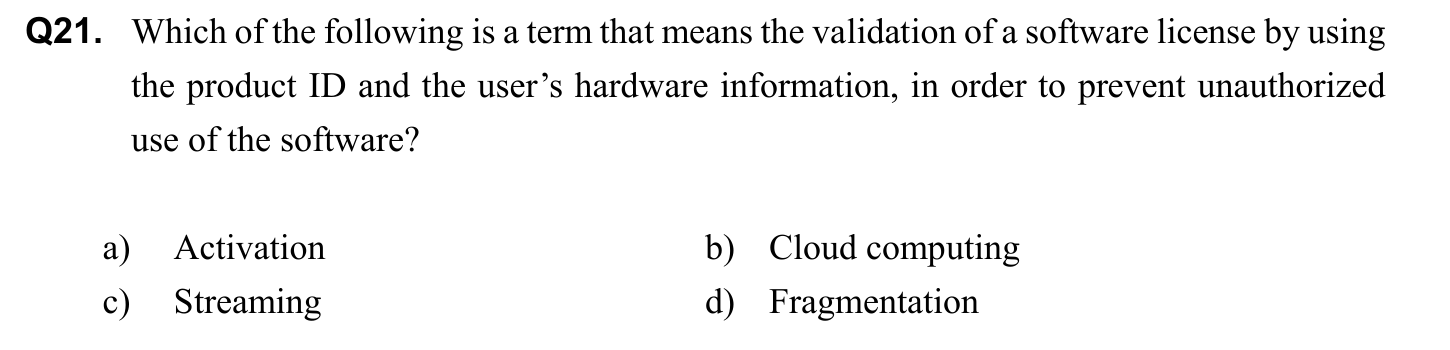 Q21. Which of the following is a term that means the validation of a software license by using
the product ID and the user’s hardware information, in order to prevent unauthorized
use of the software?
a) Activation b) Cloud computing
c) Streaming d) Fragmentation